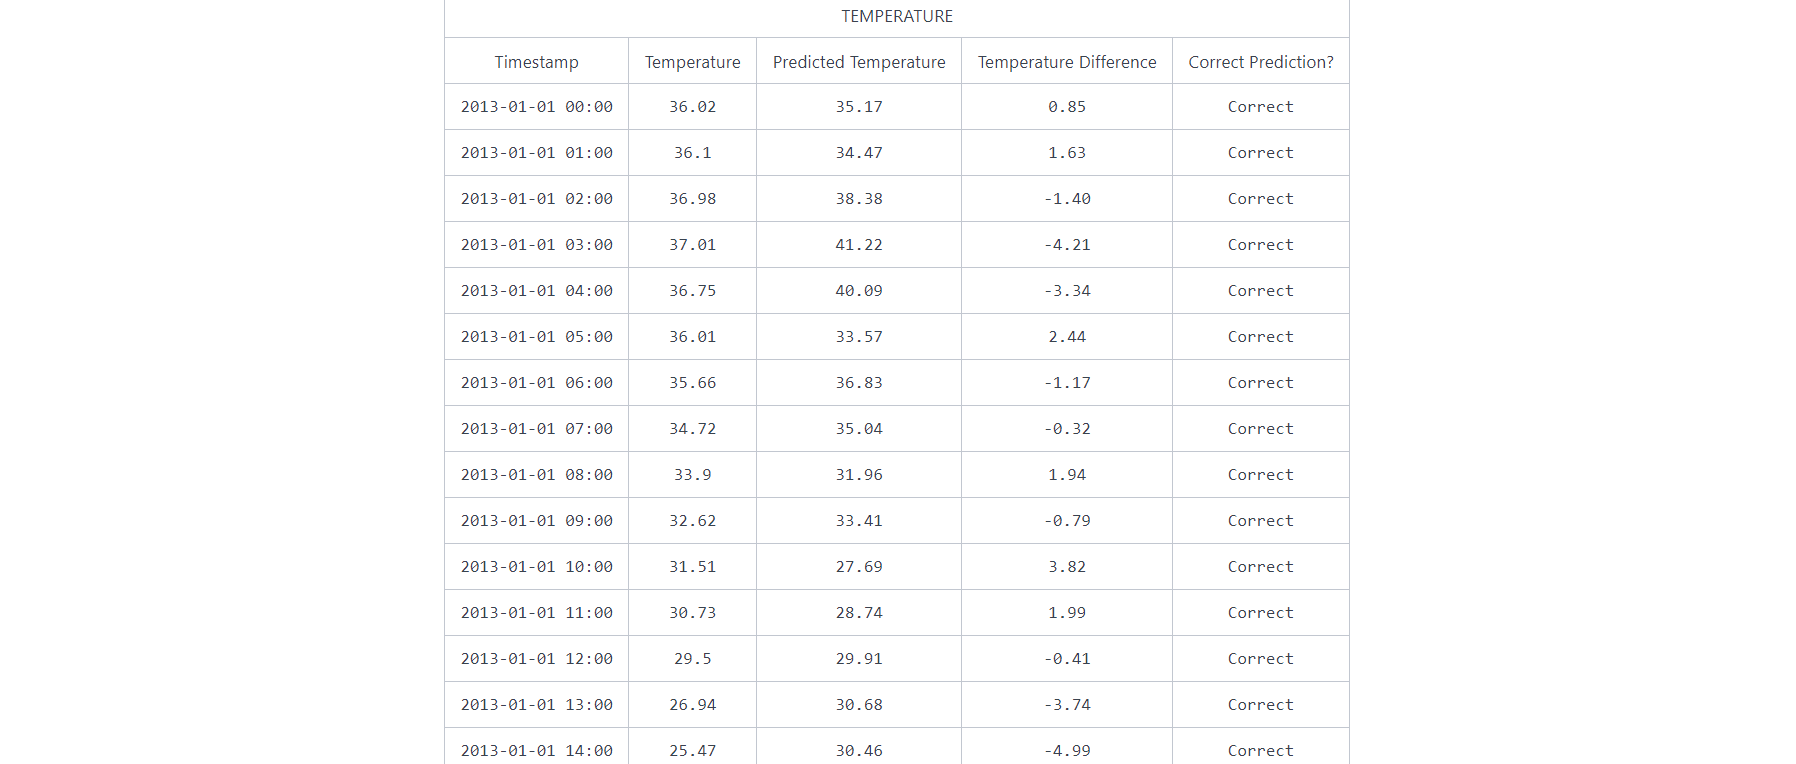 TEMPERATURE
Timestamp Temperature Predicted Temperature Temperature Difference Correct Prediction?
2013-01-01 00:00 36.02 35.17 0.85 Correct
2013-01-01 01:00 36.1 34.47 1.63 Correct
2013-01-01 02:00 36.98 38.38 -1.40 Correct
2013-01-01 03:00 37.01 41.22 -4.21 Correct
2013-01-01 04:00 36.75 40.09 -3.34 Correct
2013-01-01 05:00 36.01 33.57 2.44 Correct
2013-01-01 06:00 35.66 36.83 -1.17 Correct
2013-01-01 07:00 34.72 35.04 -0.32 Correct
2013-01-01 08:00 33.9 31.96 1.94 Correct
2013-01-01 09:00 32.62 33.41 -0.79 Correct
2013-01-01 10:00 31.51 27.69 3.82 Correct
2013-01-01 11:00 30.73 28.74 1.99 Correct
2013-01-01 12:00 29.5 29.91 -0.41 Correct
2013-01-01 13:00 26.94 30.68 -3.74 Correct
2013-01-01 14:00 25.47 30.46 -4.99 Correct